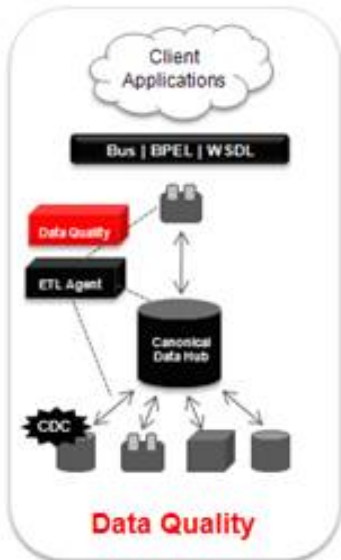 Client
Applications
Bus | BPEL | WSDL
Data Quality
ETL Agent
Canonical
Data Hub
CDC
Data Quality